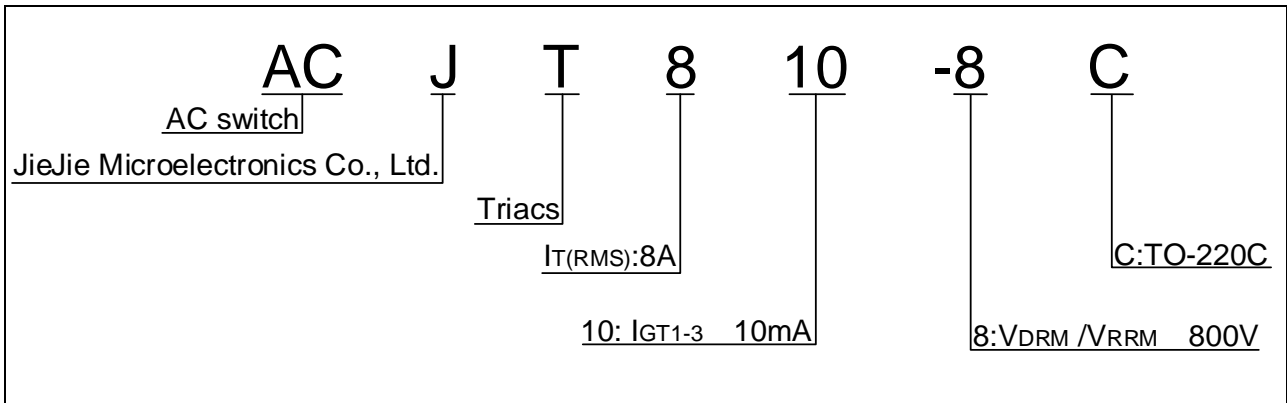 AC J T 8 10 -8 C
AC switch
JieJie Microelectronics Co., Ltd.
Triacs
IT(RMS):8A
C:TO-220C
10: IGT1-3 10mA
8:VDRM /VRRM 800V